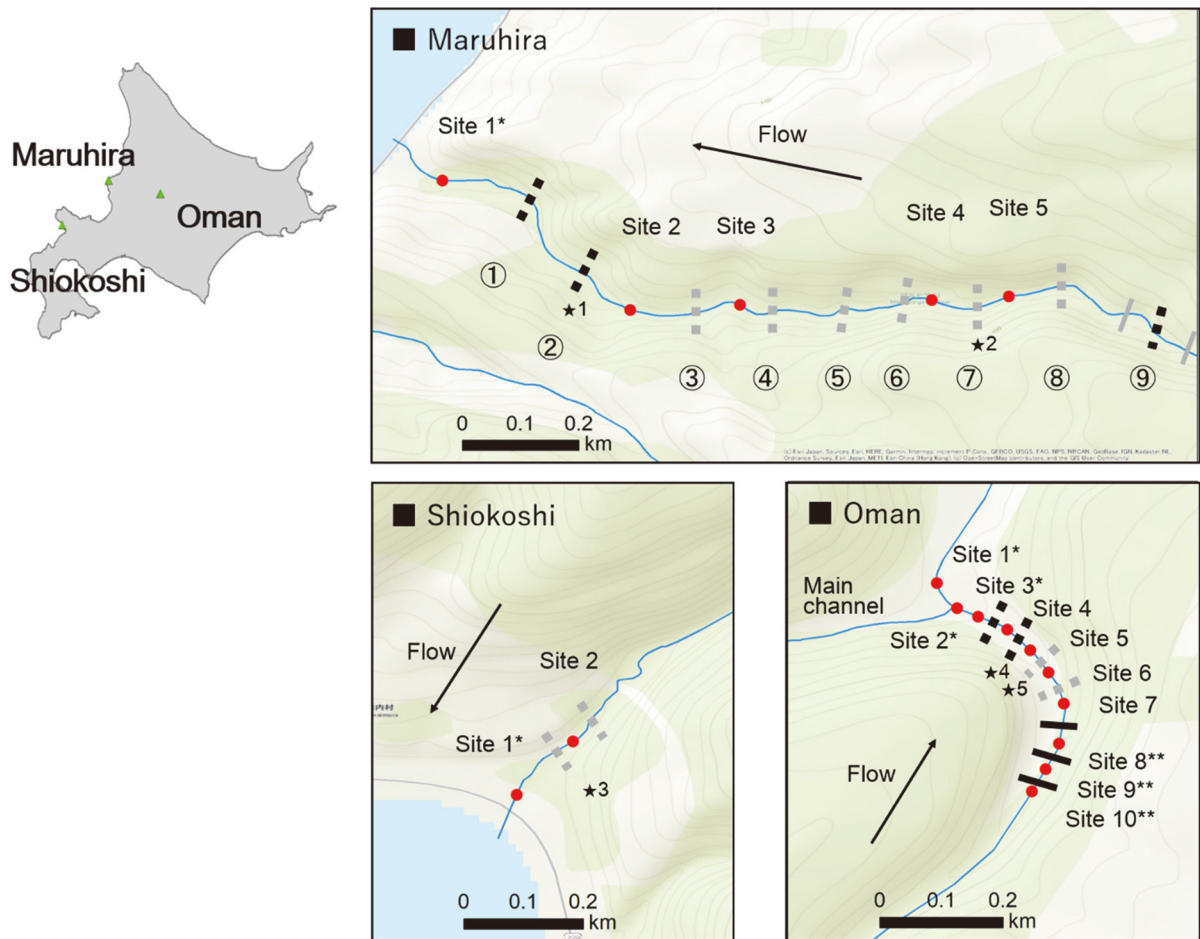 Maruhira
Oman
Shiokoshi
■ Maruhira
Site 1*
Flow
Site 2
Site 3
Site 4
Site 5
①
★1
②
③
④
⑤
⑥
⑦
★2
⑧
⑨
0 0.1 0.2
km
■ Shiokoshi
Flow
Site 2
Site 1*
★3
0 0.1 0.2
km
■ Oman
Site 1*
Main
channel
Site 3*
Site 4
Site 2*
Site 5
★4
★5
Site 6
Site 7
Flow
Site 8**
Site 9**
Site 10**
0 0.1 0.2
km